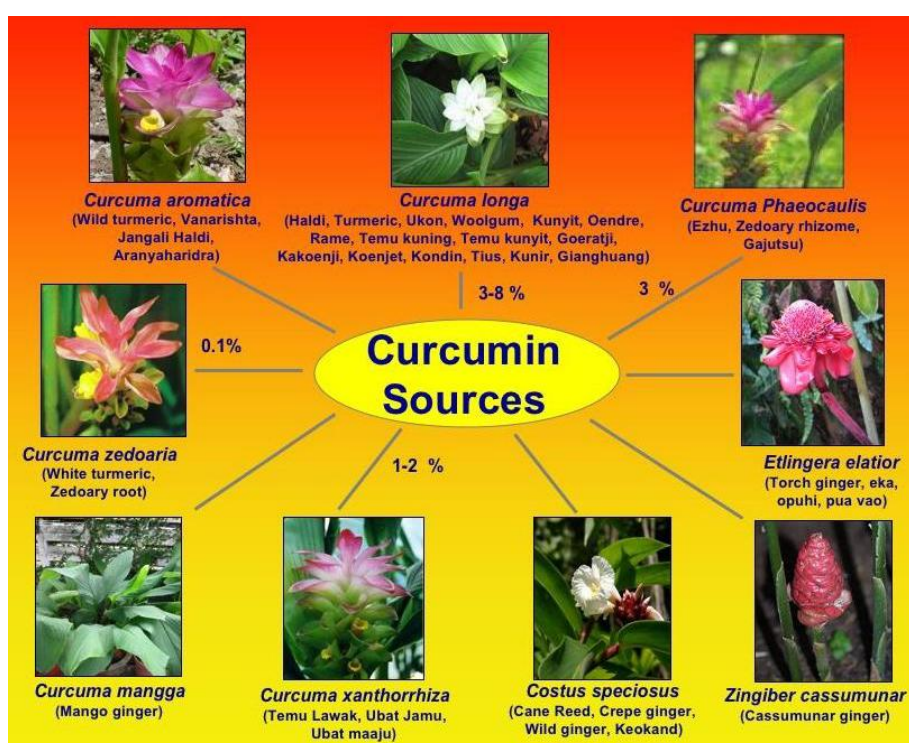 Curcuma aromatica
(Wild turmeric, Vanarishta,
Jangali Haldi,
Aranyaharidra)
Curcuma longa
(Haldi, Turmeric, Ukon, Woolgum, Kunyit, Oendre,
Rame, Temu kuning, Temu kunyit, Goeratji,
Kakoenji, Koenjet, Kondin, Tius, Kunir, Gianghuang)
Curcuma Phaeocaulis
(Ezhu, Zedoary rhizome,
Gajutsu)
3-8 %
3 %
0.1%
Curcumin
Sources
Curcuma zedoaria
(White turmeric,
Zedoary root)
1-2 %
Etlingera elatior
(Torch ginger, eka,
opuhi, pua vao)
Curcuma mangga
(Mango ginger)
Curcuma xanthorrhiza
(Temu Lawak, Ubat Jamu,
Ubat maaju)
Costus speciosus
(Cane Reed, Crepe ginger,
Wild ginger, Keokand)
Zingiber cassumunar
(Cassumunar ginger)